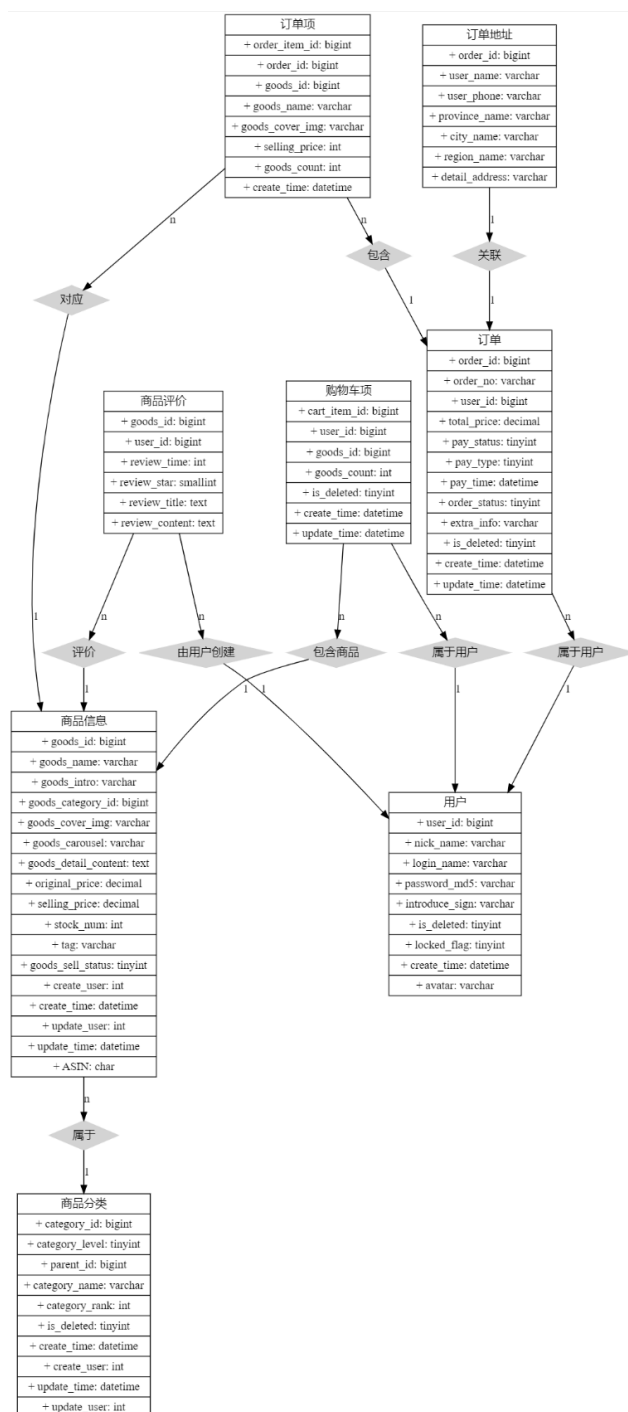 订单项
+ order_item_id: bigint
+ order_id: bigint
+ goods_id: bigint
+ goods_name: varchar
+ goods_cover_img: varchar
+ selling_price: int
+ goods_count: int
+ create_time: datetime
订单地址
+ order_id: bigint
+ user_name: varchar
+ user_phone: varchar
+ province_name: varchar
+ city_name: varchar
+ region_name: varchar
+ detail_address: varchar
n
n
1
包含
关联
对应
1
1
订单
+ order_id: bigint
+ order_no: varchar
+ user_id: bigint
+ total_price: decimal
+ pay_status: tinyint
+ pay_type: tinyint
+ pay_time: datetime
+ order_status: tinyint
+ extra_info: varchar
+ is_deleted: tinyint
+ create_time: datetime
+ update_time: datetime
商品评价
+ goods_id: bigint
+ user_id: bigint
+ review_time: int
+ review_star: smallint
+ review_title: text
+ review_content: text
购物车项
+ cart_item_id: bigint
+ user_id: bigint
+ goods_id: bigint
+ goods_count: int
+ is_deleted: tinyint
+ create_time: datetime
+ update_time: datetime
1
n
n
n
n
n
评价
由用户创建
包含商品
属于用户
属于用户
1
1
1
1
1
商品信息
+ goods_id: bigint
+ goods_name: varchar
+ goods_intro: varchar
+ goods_category_id: bigint
+ goods_cover_img: varchar
+ goods_carousel: varchar
+ goods_detail_content: text
+ original_price: decimal
+ selling_price: decimal
+ stock_num: int
+ tag: varchar
+ goods_sell_status: tinyint
+ create_user: int
+ create_time: datetime
+ update_user: int
+ update_time: datetime
+ ASIN: char
用户
+ user_id: bigint
+ nick_name: varchar
+ login_name: varchar
+ password_md5: varchar
+ introduce_sign: varchar
+ is_deleted: tinyint
+ locked_flag: tinyint
+ create_time: datetime
+ avatar: varchar
n
属于
1
商品分类
+ category_id: bigint
+ category_level: tinyint
+ parent_id: bigint
+ category_name: varchar
+ category_rank: int
+ is_deleted: tinyint
+ create_time: datetime
+ create_user: int
+ update_time: datetime
+ update_user: int